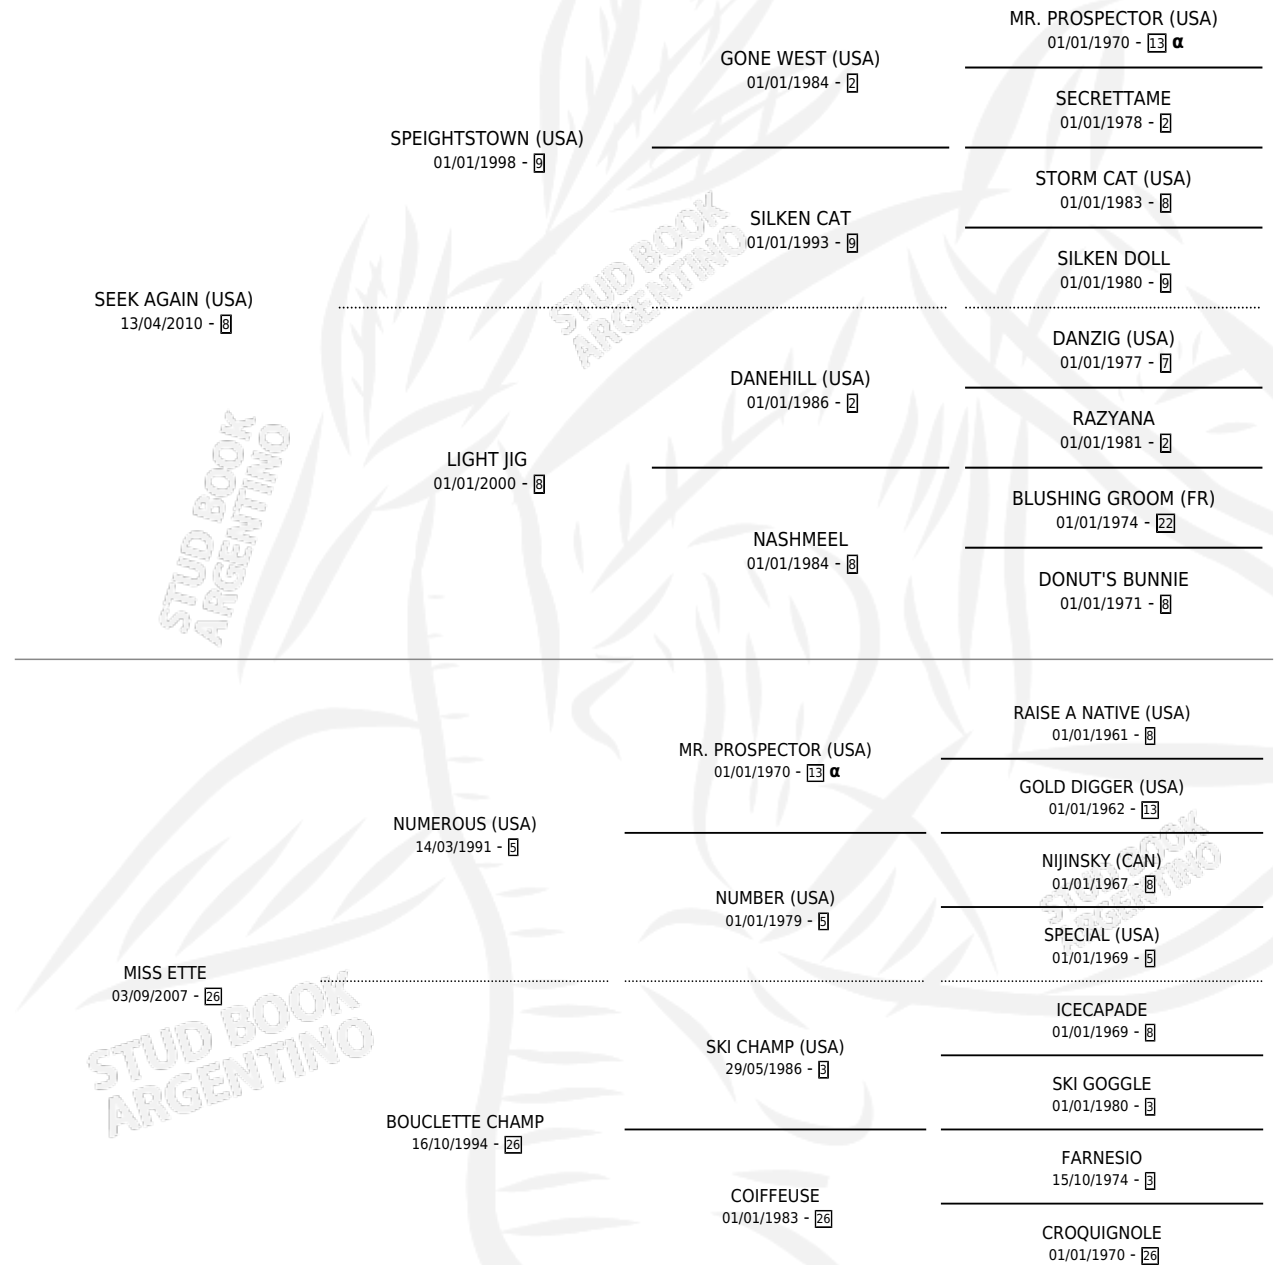 MR. PROSPECTOR (USA)
01/01/1970 - 13 α
GONE WEST (USA)
01/01/1984 - 2
SECRETTAME
01/01/1978 - 2
SPEIGHTSTOWN (USA)
01/01/1998 - 9
STORM CAT (USA)
01/01/1983 - 8
SILKEN CAT
01/01/1993 - 9
SILKEN DOLL
01/01/1980 - 9
SEEK AGAIN (USA)
13/04/2010 - 8
DANZIG (USA)
01/01/1977 - 7
DANEHILL (USA)
01/01/1986 - 2
RAZYANA
01/01/1981 - 2
LIGHT JIG
01/01/2000 - 8
BLUSHING GROOM (FR)
01/01/1974 - 22
NASHMEEL
01/01/1984 - 8
DONUT'S BUNNIE
01/01/1971 - 8
RAISE A NATIVE (USA)
01/01/1961 - 8
MR. PROSPECTOR (USA)
01/01/1970 - 13 α
GOLD DIGGER (USA)
01/01/1962 - 13
NUMEROUS (USA)
14/03/1991 - 5
NIJINSKY (CAN)
01/01/1967 - 8
NUMBER (USA)
01/01/1979 - 5
SPECIAL (USA)
01/01/1969 - 5
MISS ETTE
03/09/2007 - 26
ICECAPADE
01/01/1969 - 8
SKI CHAMP (USA)
29/05/1986 - 3
SKI GOGGLE
01/01/1980 - 3
BOUCLETTE CHAMP
16/10/1994 - 26
FARNESIO
15/10/1974 - 3
COIFFEUSE
01/01/1983 - 26
CROQUIGNOLE
01/01/1970 - 26
STUD BOOK
ARGENTINO
STUD BOOK
ARGENTINO
STUD BOOK
ARGENTINO
STUD BOOK
ARGENTINO